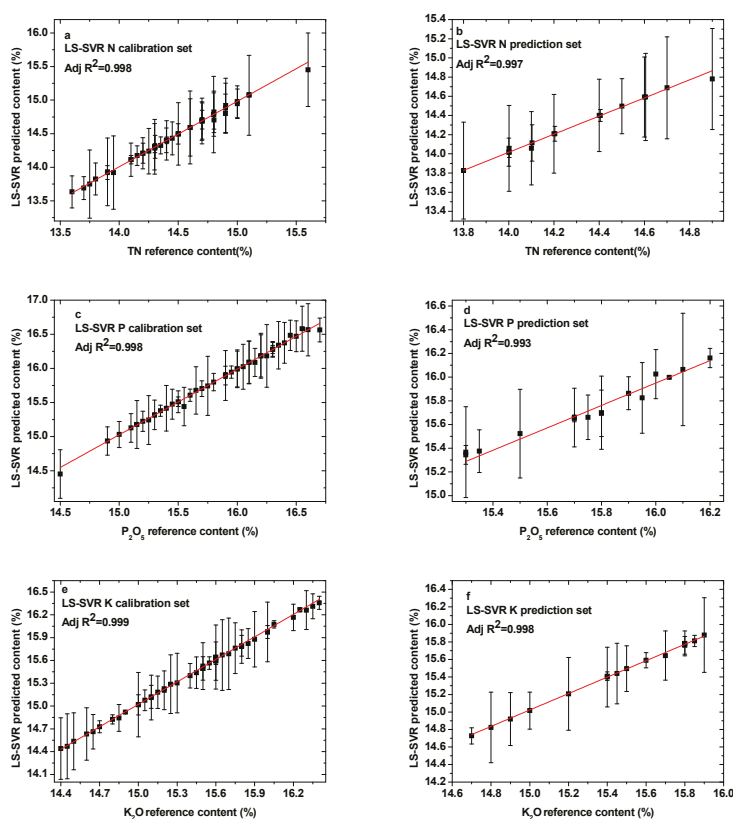 a
LS-SVR N calibration set
Adj R²=0.998
LS-SVR predicted content (%)
15.5
15.0
14.5
14.0
13.5
13.5 14.0 14.5 15.0 15.5
TN reference content(%)
b
LS-SVR N prediction set
Adj R²=0.997
LS-SVR predicted content (%)
15.4
15.2
15.0
14.8
14.6
14.4
14.2
14.0
13.8
13.6
13.4
13.8 14.0 14.2 14.4 14.6 14.8
TN reference content (%)
c
LS-SVR P calibration set
Adj R²=0.998
LS-SVR predicted content (%)
17.0
16.5
16.0
15.5
15.0
14.5
14.5 15.0 15.5 16.0 16.5
P₂O₅ reference content (%)
d
LS-SVR P prediction set
Adj R²=0.993
LS-SVR predicted content (%)
16.6
16.4
16.2
16.0
15.8
15.6
15.4
15.2
15.0
15.4 15.6 15.8 16.0 16.2
P₂O₅ reference content (%)
e
LS-SVR K calibration set
Adj R²=0.999
LS-SVR predicted content (%)
16.5
16.2
15.9
15.6
15.3
15.0
14.7
14.4
14.1
14.4 14.7 15.0 15.3 15.6 15.9 16.2
K₂O reference content (%)
f
LS-SVR K prediction set
Adj R²=0.998
LS-SVR predicted content (%)
16.4
16.2
16.0
15.8
15.6
15.4
15.2
15.0
14.8
14.6
14.4
14.2
14.6 14.8 15.0 15.2 15.4 15.6 15.8 16.0
K₂O reference content (%)